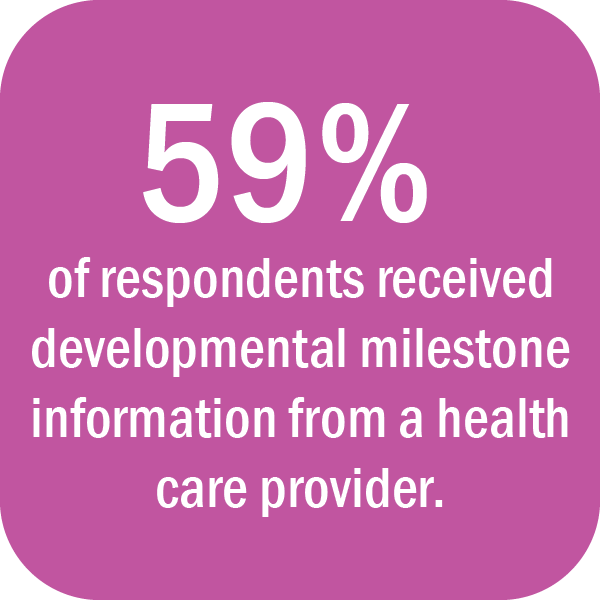 59%
of respondents received
developmental milestone
information from a health
care provider.